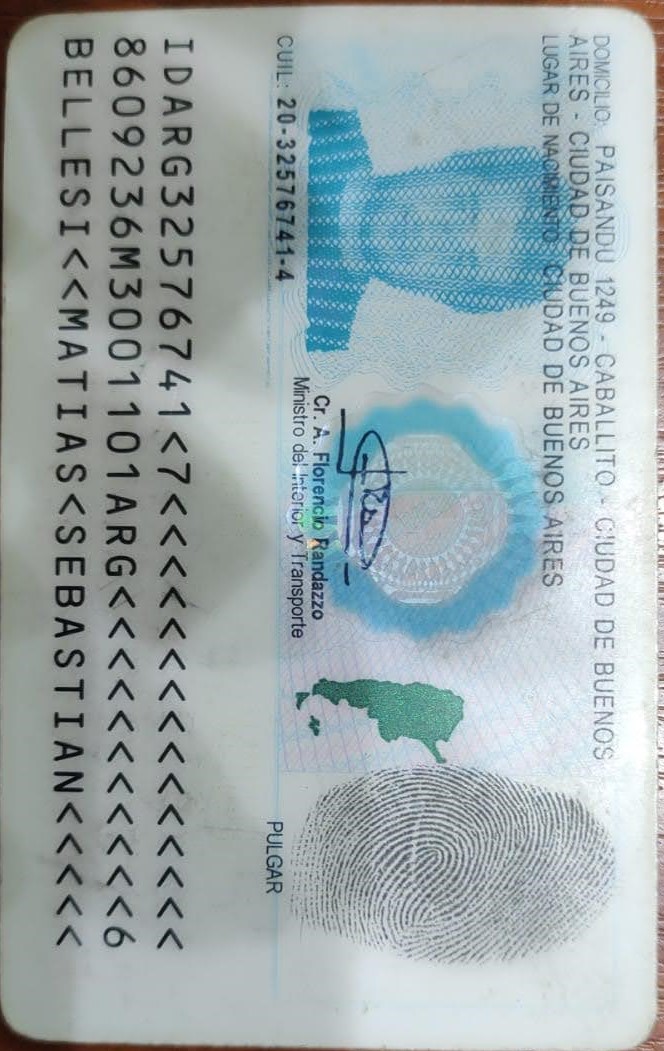 DOMICILIO: PAISANDU 1249 - CABALLITO - CIUDAD DE BUENOS
AIRES - CIUDAD DE BUENOS AIRES
LUGAR DE NACIMIENTO: CIUDAD DE BUENOS AIRES
Cr. A. Florencio Randazzo
Ministro del Interior y Transporte
CUIL: 20-32576741-4
PULGAR
IDARG32576741<7<<<<<<<<<<<<<<<
8609236M3001101ARG<<<<<<<<<<<6
BELLESI<<MATIAS<SEBASTIAN<<<<<